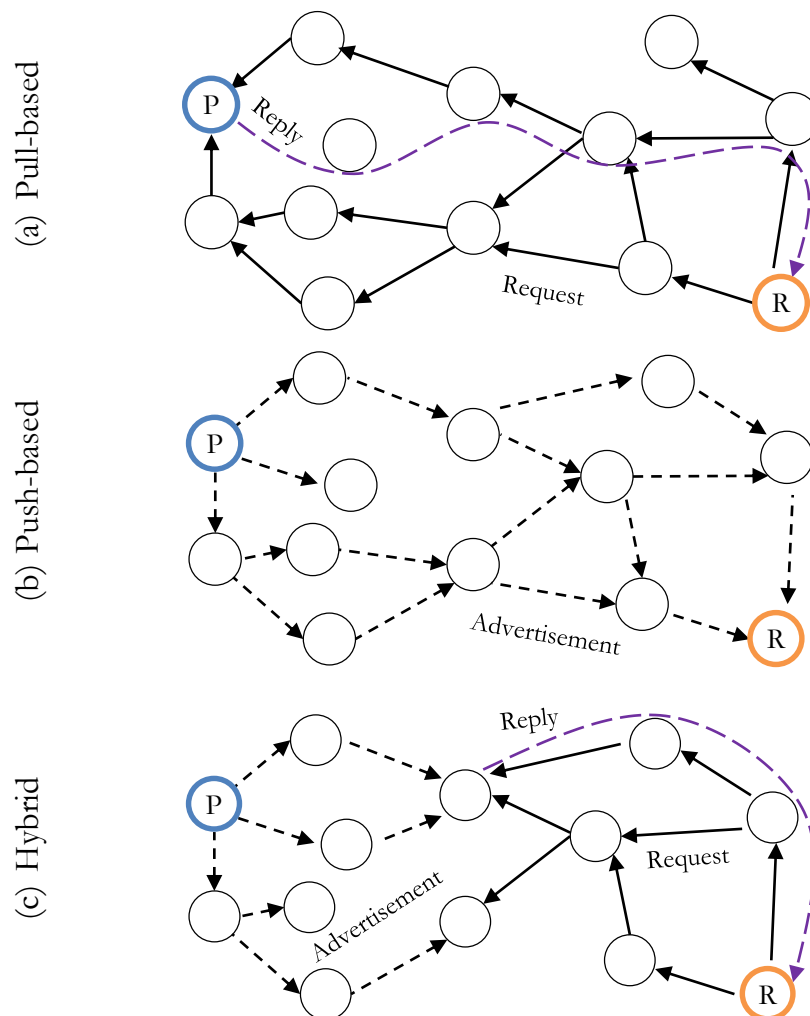 (a) Pull-based
P
Reply
Request
R
(b) Push-based
P
Advertisement
R
(c) Hybrid
Reply
P
Request
Advertisement
R